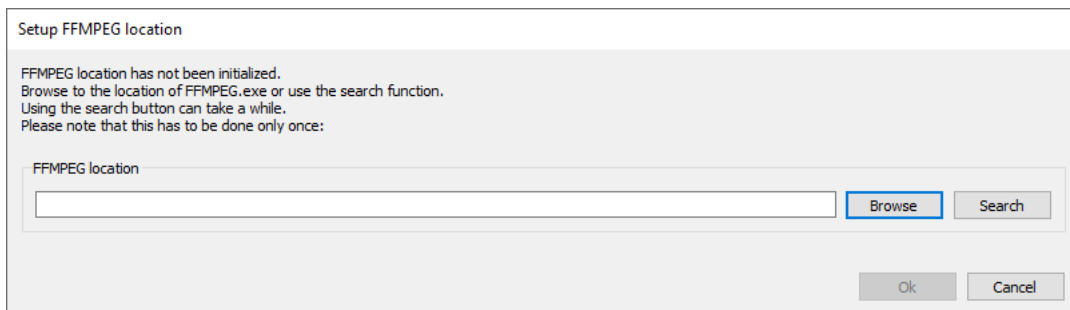 Setup FFMPEG location
FFMPEG location has not been initialized.
Browse to the location of FFMPEG.exe or use the search function.
Using the search button can take a while.
Please note that this has to be done only once:
FFMPEG location
Browse Search
Ok Cancel